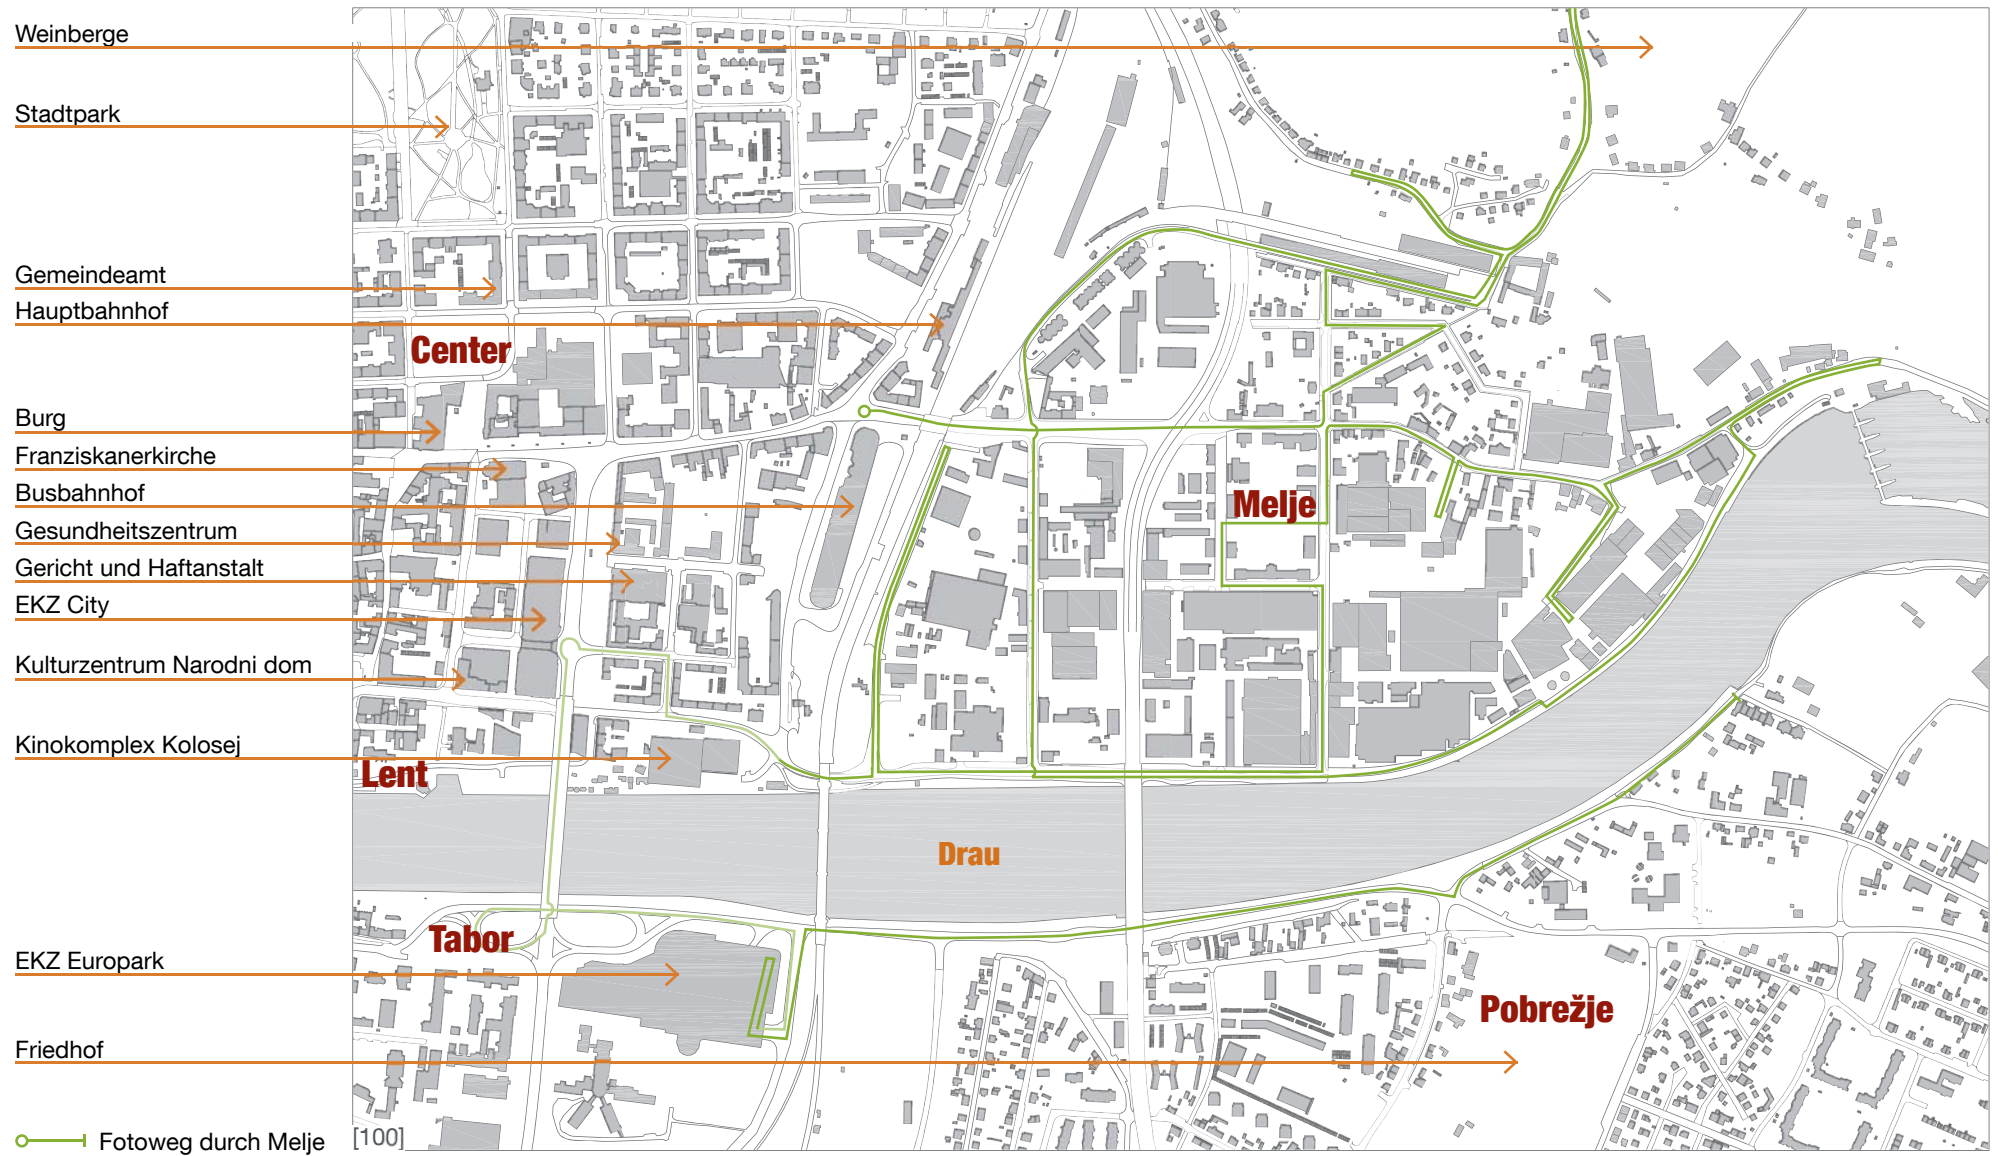 Weinberge
Stadtpark
Gemeindeamt
Hauptbahnhof
Center
Burg
Franziskanerkirche
Busbahnhof
Melje
Gesundheitszentrum
Gericht und Haftanstalt
EKZ City
Kulturzentrum Narodni dom
Kinokomplex Kolosej
Lent
Drau
Tabor
EKZ Europark
Pobrežje
Friedhof
Fotoweg durch Melje
[100]